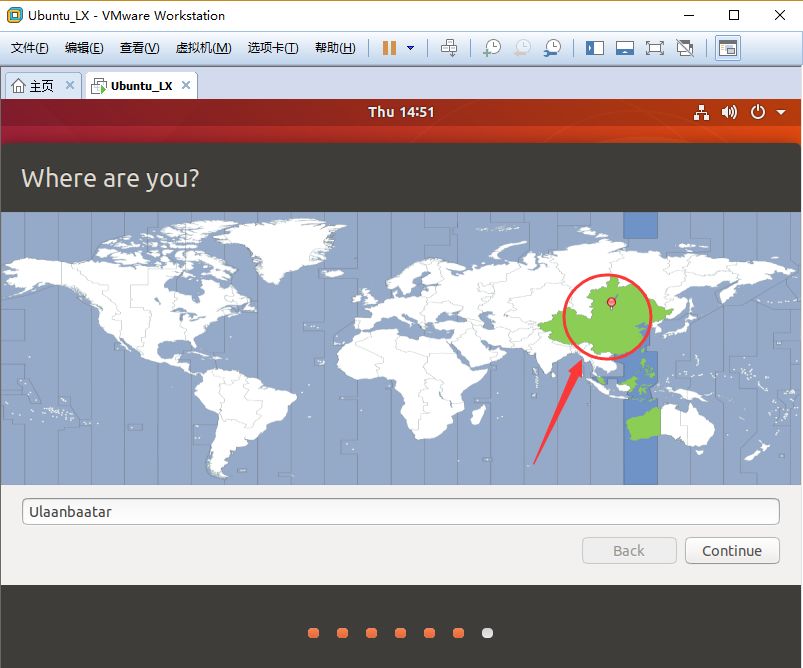 Ubuntu_LX - VMware Workstation
文件(F) 编辑(E) 查看(V) 虚拟机(M) 选项卡(T) 帮助(H)
主页 Ubuntu_LX
Thu 14:51
Where are you?
Ulaanbaatar
Back Continue